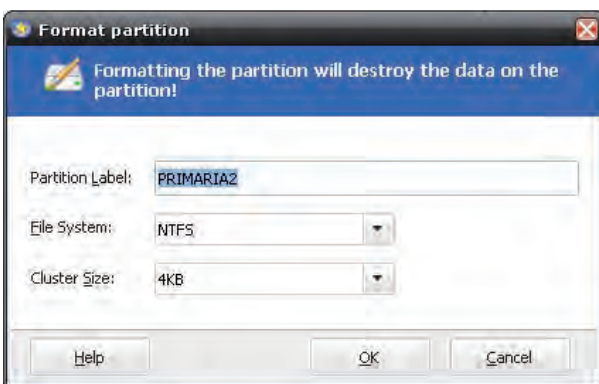 Format partition
Formatting the partition will destroy the data on the
partition!
Partition Label: PRIMARIA2
File System: NTFS
Cluster Size: 4KB
Help OK Cancel